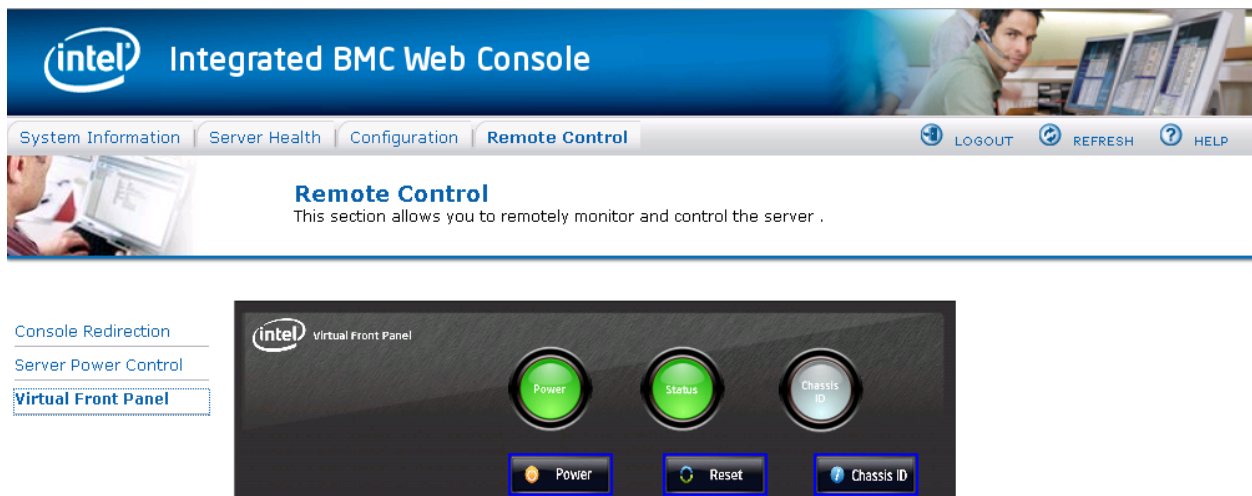 intel Integrated BMC Web Console
System Information | Server Health | Configuration | Remote Control LOGOUT REFRESH ? HELP
Remote Control
This section allows you to remotely monitor and control the server .
Console Redirection
Server Power Control
Virtual Front Panel
intel Virtual Front Panel
Power Status Chassis ID
Power Reset Chassis ID